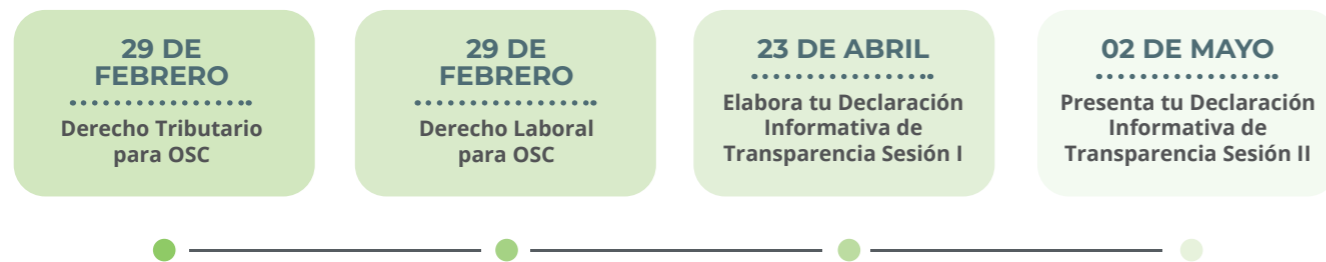 29 DE
FEBRERO
Derecho Tributario
para OSC
29 DE
FEBRERO
Derecho Laboral
para OSC
23 DE ABRIL
Elabora tu Declaración
Informativa de
Transparencia Sesión I
02 DE MAYO
Presenta tu Declaración
Informativa de
Transparencia Sesión II